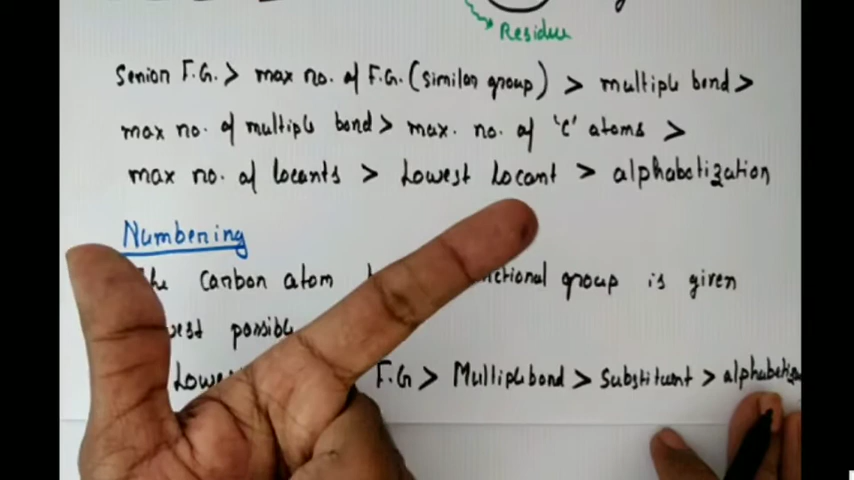 Residue
Senior F.G. > max no. of F.G. (similar group) > multiple bond >
max no. of multiple bond > max. no. of 'C' atoms >
max no. of locants > Lowest Locant > alphabetization
Numbering
Carbon atom group is given
possible
F.G > Multiple bond > Substituent >